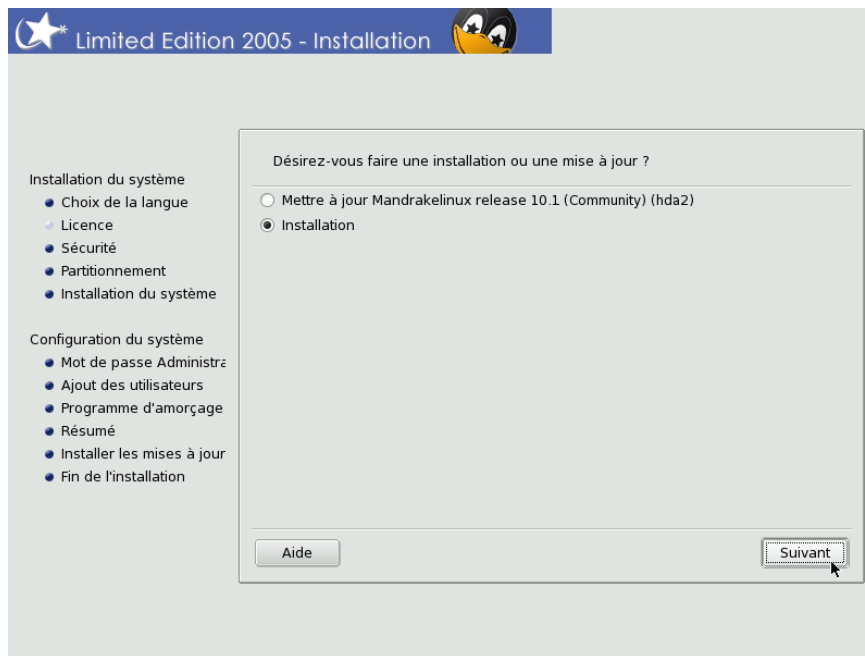 Limited Edition 2005 - Installation
Désirez-vous faire une installation ou une mise à jour ?
Installation du système
Choix de la langue
Licence
Sécurité
Partitionnement
Installation du système
Configuration du système
Mot de passe Administra
Ajout des utilisateurs
Programme d'amorçage
Résumé
Installer les mises à jour
Fin de l'installation
Mettre à jour Mandrakelinux release 10.1 (Community) (hda2)
Installation
Aide
Suivant